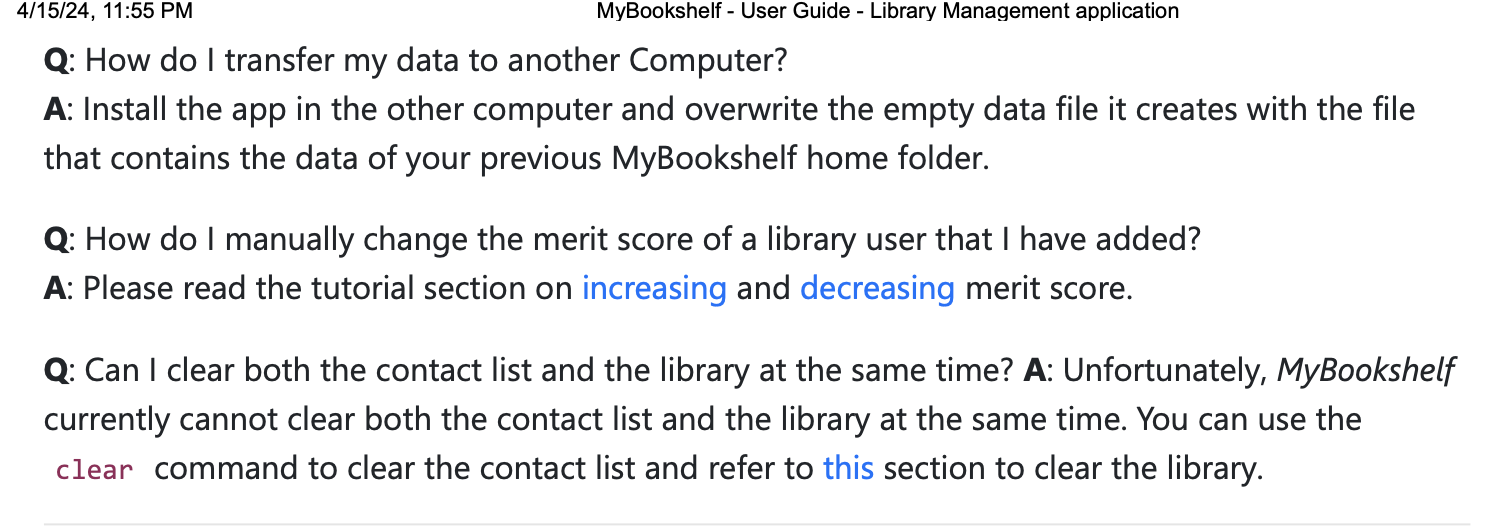 4/15/24, 11:55 PM MyBookshelf - User Guide - Library Management application
Q: How do I transfer my data to another Computer?
A: Install the app in the other computer and overwrite the empty data file it creates with the file
that contains the data of your previous MyBookshelf home folder.
Q: How do I manually change the merit score of a library user that I have added?
A: Please read the tutorial section on increasing and decreasing merit score.
Q: Can I clear both the contact list and the library at the same time? A: Unfortunately, MyBookshelf
currently cannot clear both the contact list and the library at the same time. You can use the
clear command to clear the contact list and refer to this section to clear the library.